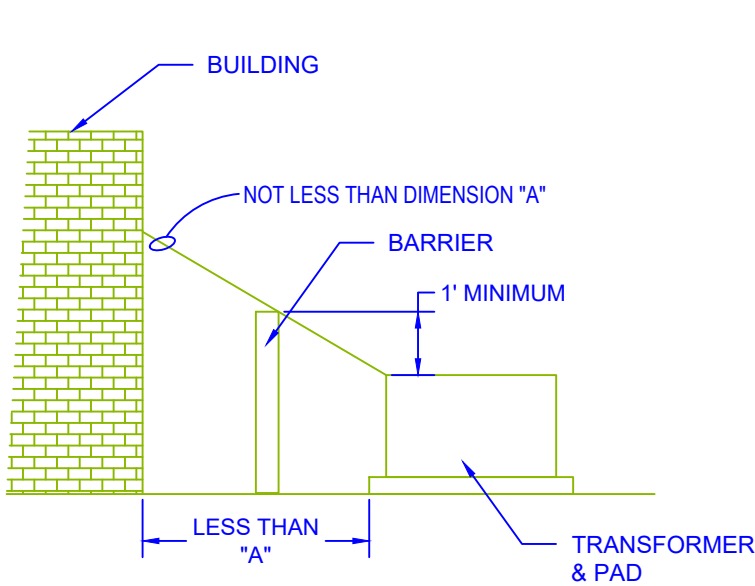 BUILDING
NOT LESS THAN DIMENSION "A"
BARRIER
1' MINIMUM
LESS THAN
"A"
TRANSFORMER
& PAD